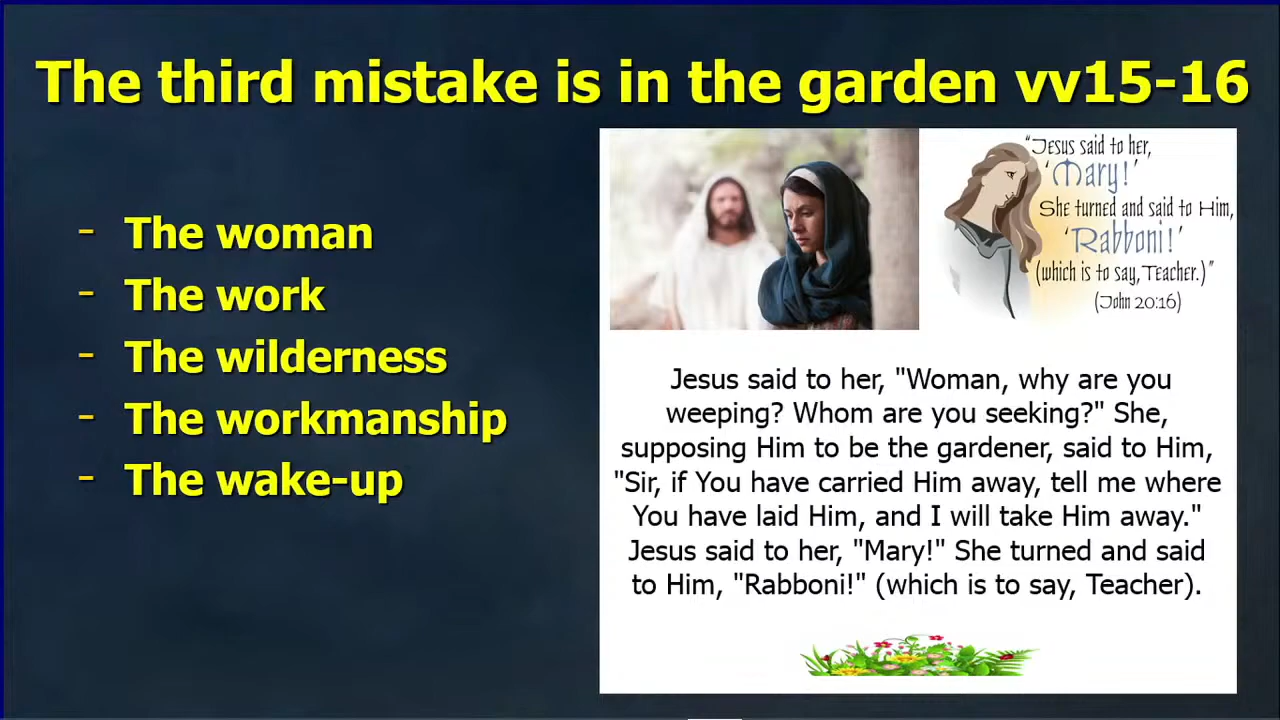 The third mistake is in the garden vv15-16
- The woman
- The work
- The wilderness
- The workmanship
- The wake-up
"Jesus said to her,
'Mary!'
She turned and said to Him,
'Rabboni!'
(which is to say, Teacher.)"
(John 20:16)
Jesus said to her, "Woman, why are you
weeping? Whom are you seeking?" She,
supposing Him to be the gardener, said to Him,
"Sir, if You have carried Him away, tell me where
You have laid Him, and I will take Him away."
Jesus said to her, "Mary!" She turned and said
to Him, "Rabboni!" (which is to say, Teacher).